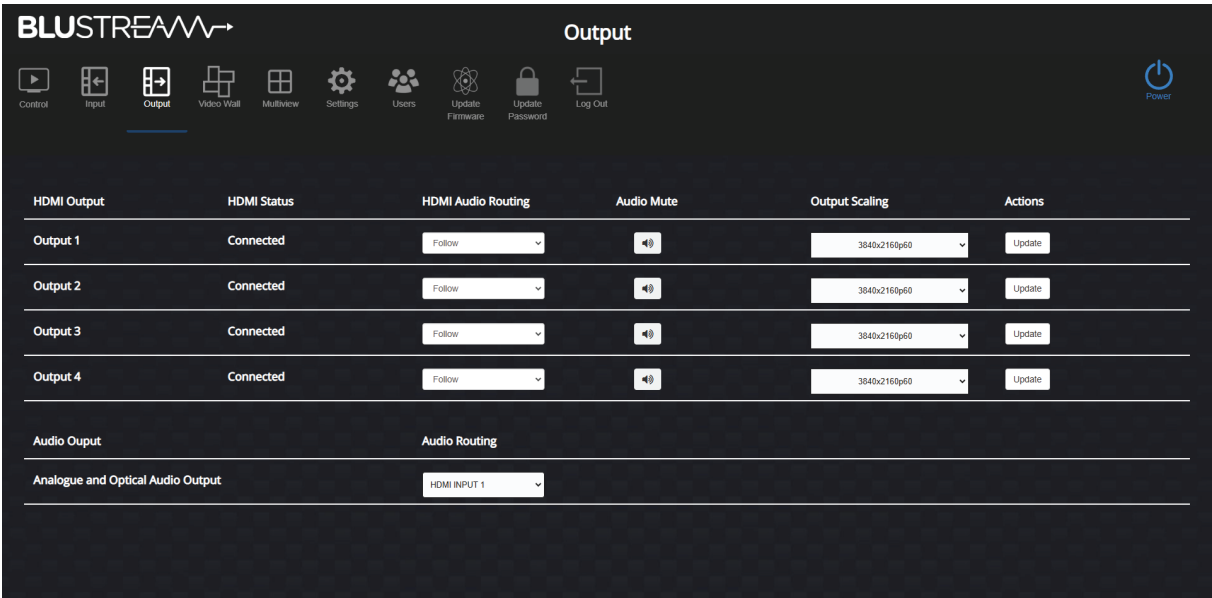 BLUSTREAM
Output
Control
Input
Output
Video Wall
Multiview
Settings
Users
Update
Firmware
Update
Password
Log Out
Power
HDMI Output HDMI Status HDMI Audio Routing Audio Mute Output Scaling Actions
Output 1 Connected Follow 3840x2160p60 Update
Output 2 Connected Follow 3840x2160p60 Update
Output 3 Connected Follow 3840x2160p60 Update
Output 4 Connected Follow 3840x2160p60 Update
Audio Ouput Audio Routing
Analogue and Optical Audio Output HDMI INPUT 1